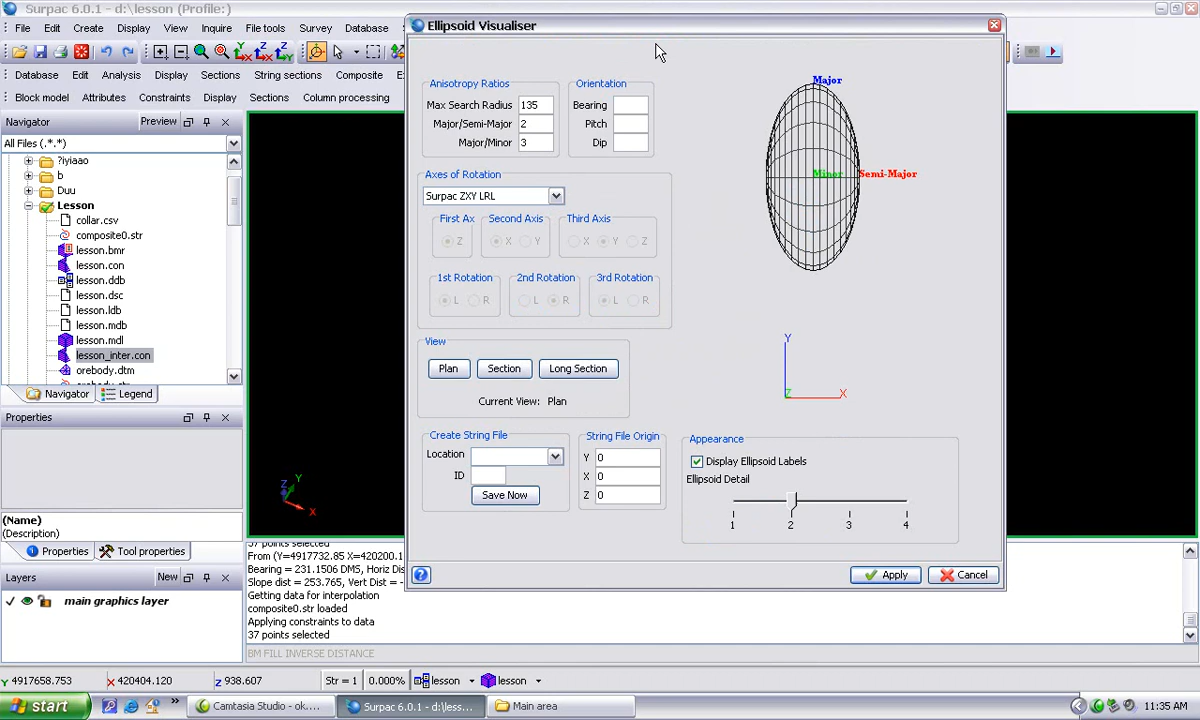 Surpac 6.0.1 - d:\lesson (Profile:)
File Edit Create Display View Inquire File tools Survey Database
Database Edit Analysis Display Sections String sections Composite
Block model Attributes Constraints Display Sections Column processing
Navigator Preview
All Files (*.*)
?iyiaao
b
Duu
Lesson
collar.csv
composite0.str
lesson.bmr
lesson.con
lesson.ddb
lesson.dsc
lesson.ldb
lesson.mdb
lesson.mdl
lesson_inter.con
orebody.dtm
Navigator Legend
Properties
(Name)
(Description)
Properties Tool properties
Layers New
main graphics layer
Z Y X
Ellipsoid Visualiser
Anisotropy Ratios
Max Search Radius 135
Major/Semi-Major 2
Major/Minor 3
Orientation
Bearing
Pitch
Dip
Axes of Rotation
Surpac ZXY LRL
First Ax Second Axis Third Axis
Z X Y X Y Z
1st Rotation 2nd Rotation 3rd Rotation
L R L R L R
View
Plan Section Long Section
Current View: Plan
Create String File
Location
ID
Save Now
String File Origin
Y 0
X 0
Z 0
Major
Minor Semi-Major
Y
Z X
Appearance
Display Ellipsoid Labels
Ellipsoid Detail
1 2 3 4
Apply Cancel
37 points selected
From (Y=4917732.85 X=420200.1
Bearing = 231.1506 DMS, Horiz Dis
Slope dist = 253.765, Vert Dist = -
Getting data for interpolation
composite0.str loaded
Applying constraints to data
37 points selected
BM FILL INVERSE DISTANCE
Y 4917658.753 X 420404.120 Z 938.607 Str = 1 0.000% lesson lesson
start Camtasia Studio - ok.... Surpac 6.0.1 - d:\less... Main area 11:35 AM